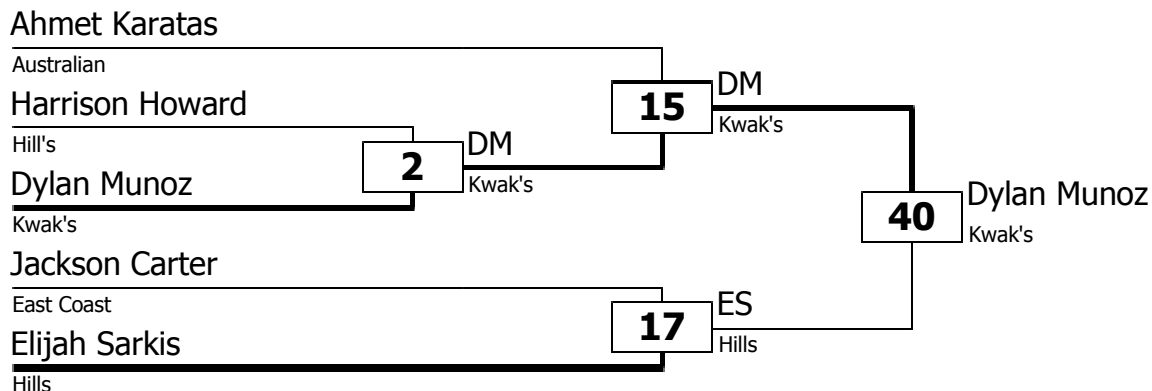 Ahmet Karatas
Australian
Harrison Howard
Hill's
Dylan Munoz
Kwak's
Jackson Carter
East Coast
Elijah Sarkis
Hills
2
DM
Kwak's
15
DM
Kwak's
17
ES
Hills
40
Dylan Munoz
Kwak's